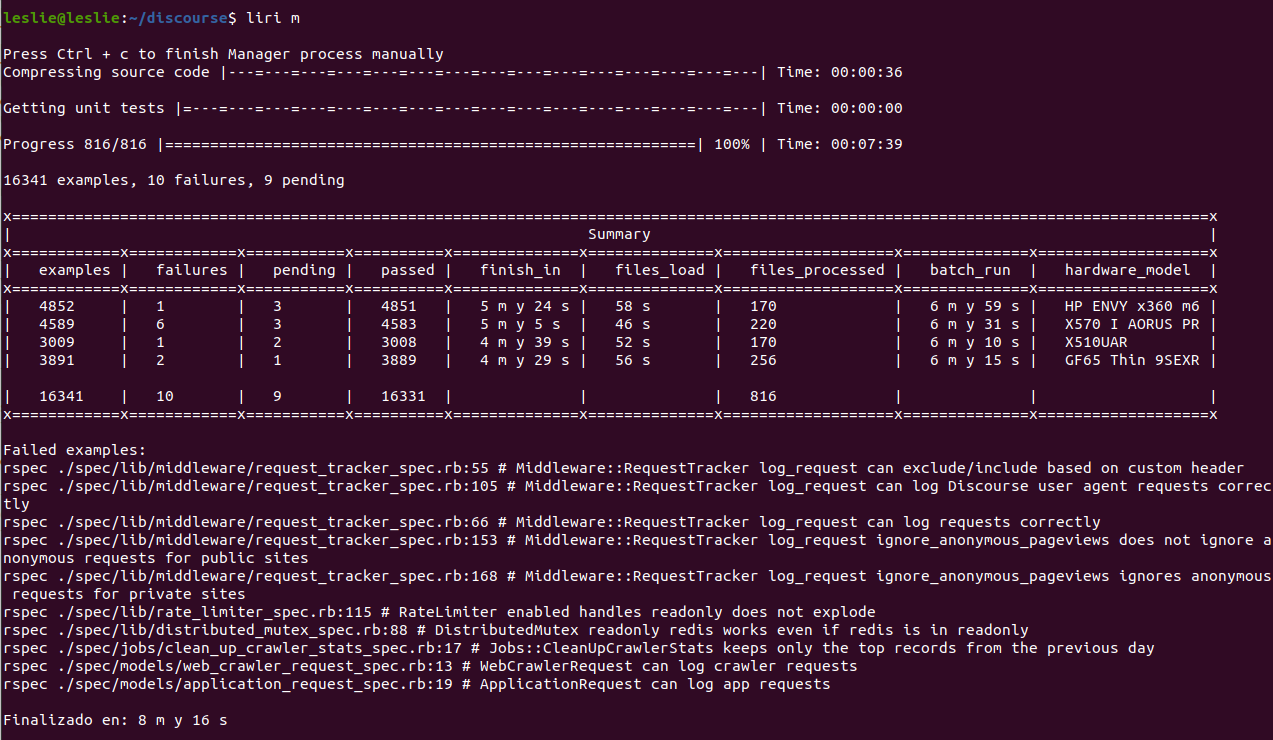 leslie@leslie:~/discourse$ liri m
Press Ctrl + c to finish Manager process manually
Compressing source code |---=---=---=---=---=---=---=---=---=---=---=---=---=---=---| Time: 00:00:36
Getting unit tests |=---=---=---=---=---=---=---=---=---=---=---=---=---=---=---=---| Time: 00:00:00
Progress 816/816 |===========================================================| 100% | Time: 00:07:39
16341 examples, 10 failures, 9 pending
x=====================================================================================================================================x
| Summary |
x============x============x===========x==========x==============x==============x===================x==============x===================x
| examples | failures | pending | passed | finish_in | files_load | files_processed | batch_run | hardware_model |
x============x============x===========x==========x==============x==============x===================x==============x===================x
| 4852 | 1 | 3 | 4851 | 5 m y 24 s | 58 s | 170 | 6 m y 59 s | HP ENVY x360 m6 |
| 4589 | 6 | 3 | 4583 | 5 m y 5 s | 46 s | 220 | 6 m y 31 s | X570 I AORUS PR |
| 3009 | 1 | 2 | 3008 | 4 m y 39 s | 52 s | 170 | 6 m y 10 s | X510UAR |
| 3891 | 2 | 1 | 3889 | 4 m y 29 s | 56 s | 256 | 6 m y 15 s | GF65 Thin 9SEXR |
| 16341 | 10 | 9 | 16331 | | | 816 | | |
x============x============x===========x==========x==============x==============x===================x==============x===================x
Failed examples:
rspec ./spec/lib/middleware/request_tracker_spec.rb:55 # Middleware::RequestTracker log_request can exclude/include based on custom header
rspec ./spec/lib/middleware/request_tracker_spec.rb:105 # Middleware::RequestTracker log_request can log Discourse user agent requests correc
tly
rspec ./spec/lib/middleware/request_tracker_spec.rb:66 # Middleware::RequestTracker log_request can log requests correctly
rspec ./spec/lib/middleware/request_tracker_spec.rb:153 # Middleware::RequestTracker log_request ignore_anonymous_pageviews does not ignore a
nonymous requests for public sites
rspec ./spec/lib/middleware/request_tracker_spec.rb:168 # Middleware::RequestTracker log_request ignore_anonymous_pageviews ignores anonymous
requests for private sites
rspec ./spec/lib/rate_limiter_spec.rb:115 # RateLimiter enabled handles readonly does not explode
rspec ./spec/lib/distributed_mutex_spec.rb:88 # DistributedMutex readonly redis works even if redis is in readonly
rspec ./spec/jobs/clean_up_crawler_stats_spec.rb:17 # Jobs::CleanUpCrawlerStats keeps only the top records from the previous day
rspec ./spec/models/web_crawler_request_spec.rb:13 # WebCrawlerRequest can log crawler requests
rspec ./spec/models/application_request_spec.rb:19 # ApplicationRequest can log app requests
Finalizado en: 8 m y 16 s